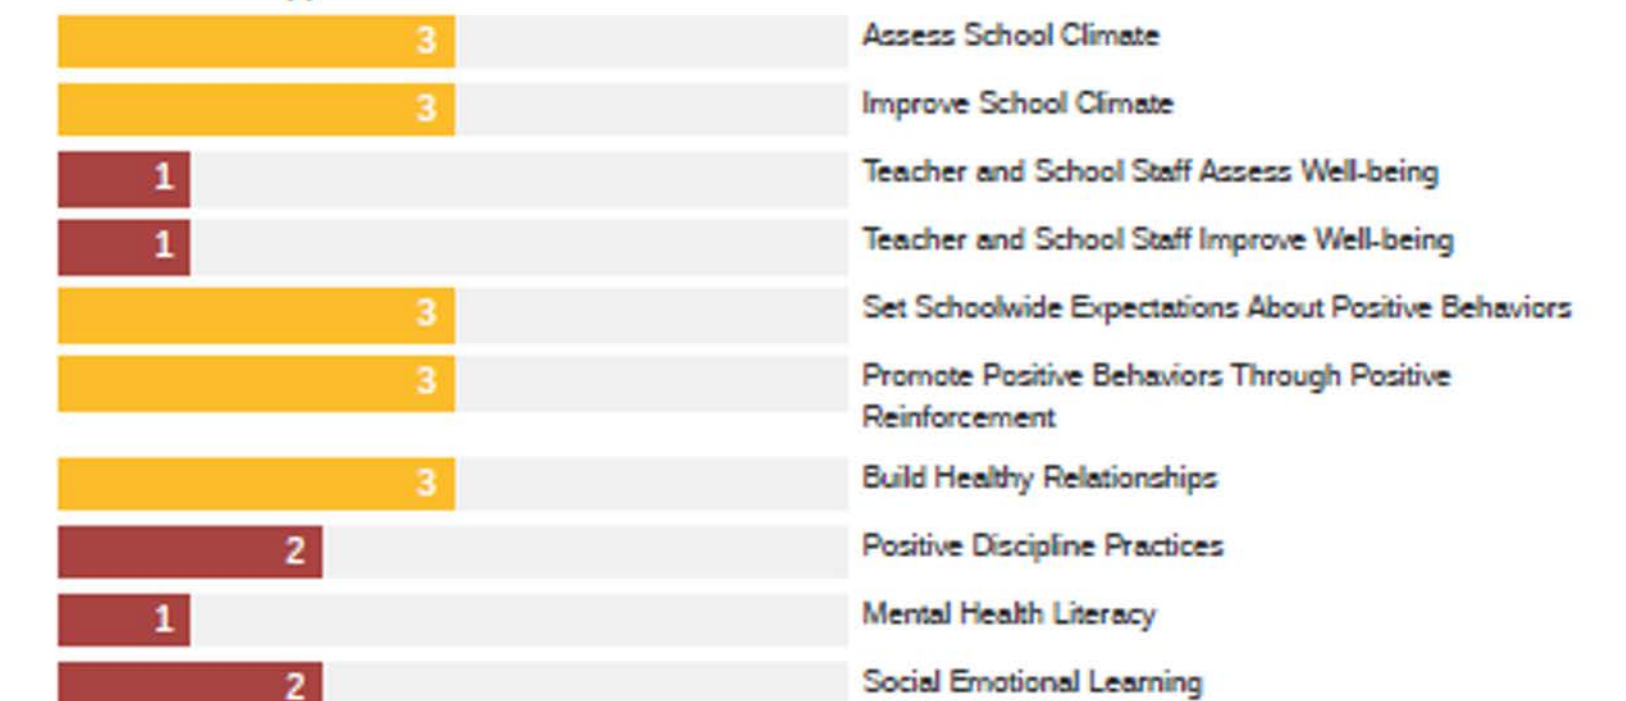 3 Assess School Climate
3 Improve School Climate
1 Teacher and School Staff Assess Well-being
1 Teacher and School Staff Improve Well-being
3 Set Schoolwide Expectations About Positive Behaviors
3 Promote Positive Behaviors Through Positive
Reinforcement
3 Build Healthy Relationships
2 Positive Discipline Practices
1 Mental Health Literacy
2 Social Emotional Learning